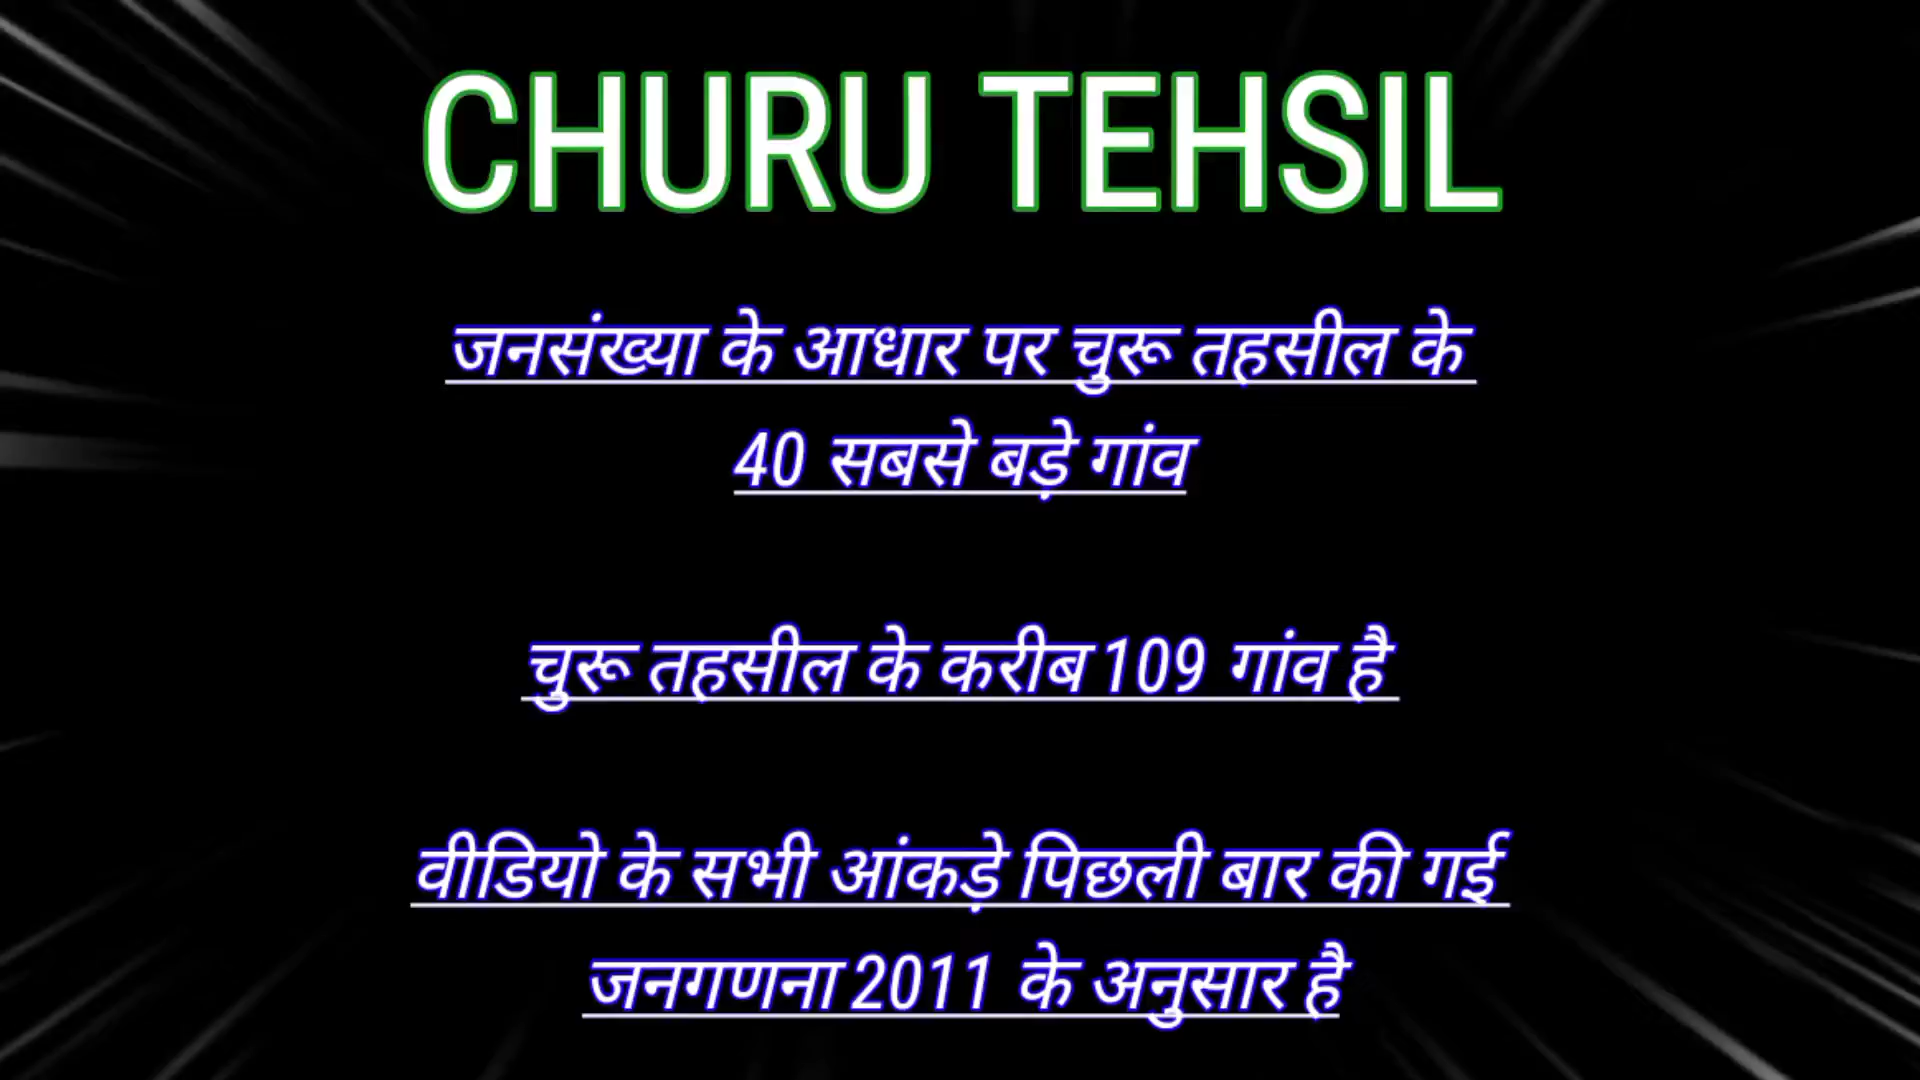 CHURU TEHSIL
जनसंख्या के आधार पर चुरू तहसील के
40 सबसे बड़े गांव
चुरू तहसील के करीब 109 गांव है
वीडियो के सभी आंकड़े पिछली बार की गई
जनगणना 2011 के अनुसार है